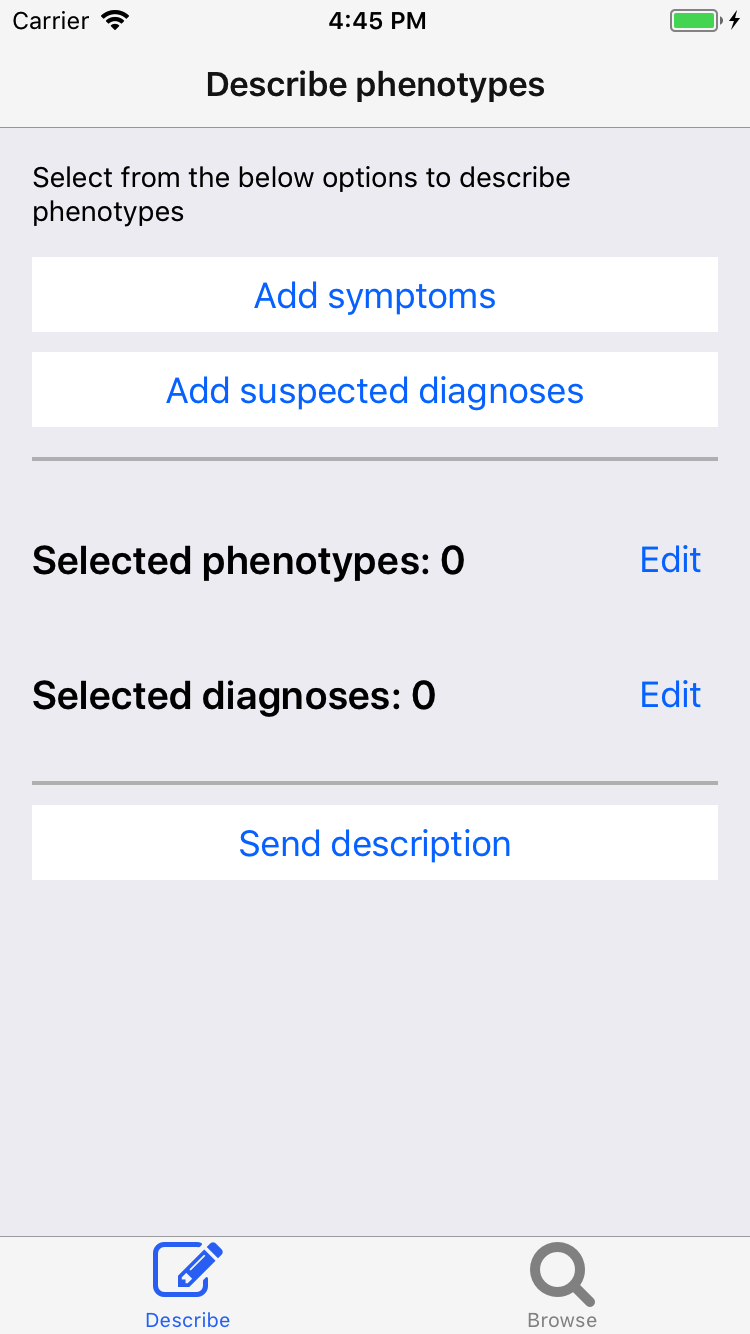 Carrier 4:45 PM
Describe phenotypes
Select from the below options to describe
phenotypes
Add symptoms
Add suspected diagnoses
Selected phenotypes: 0 Edit
Selected diagnoses: 0 Edit
Send description
Describe Browse